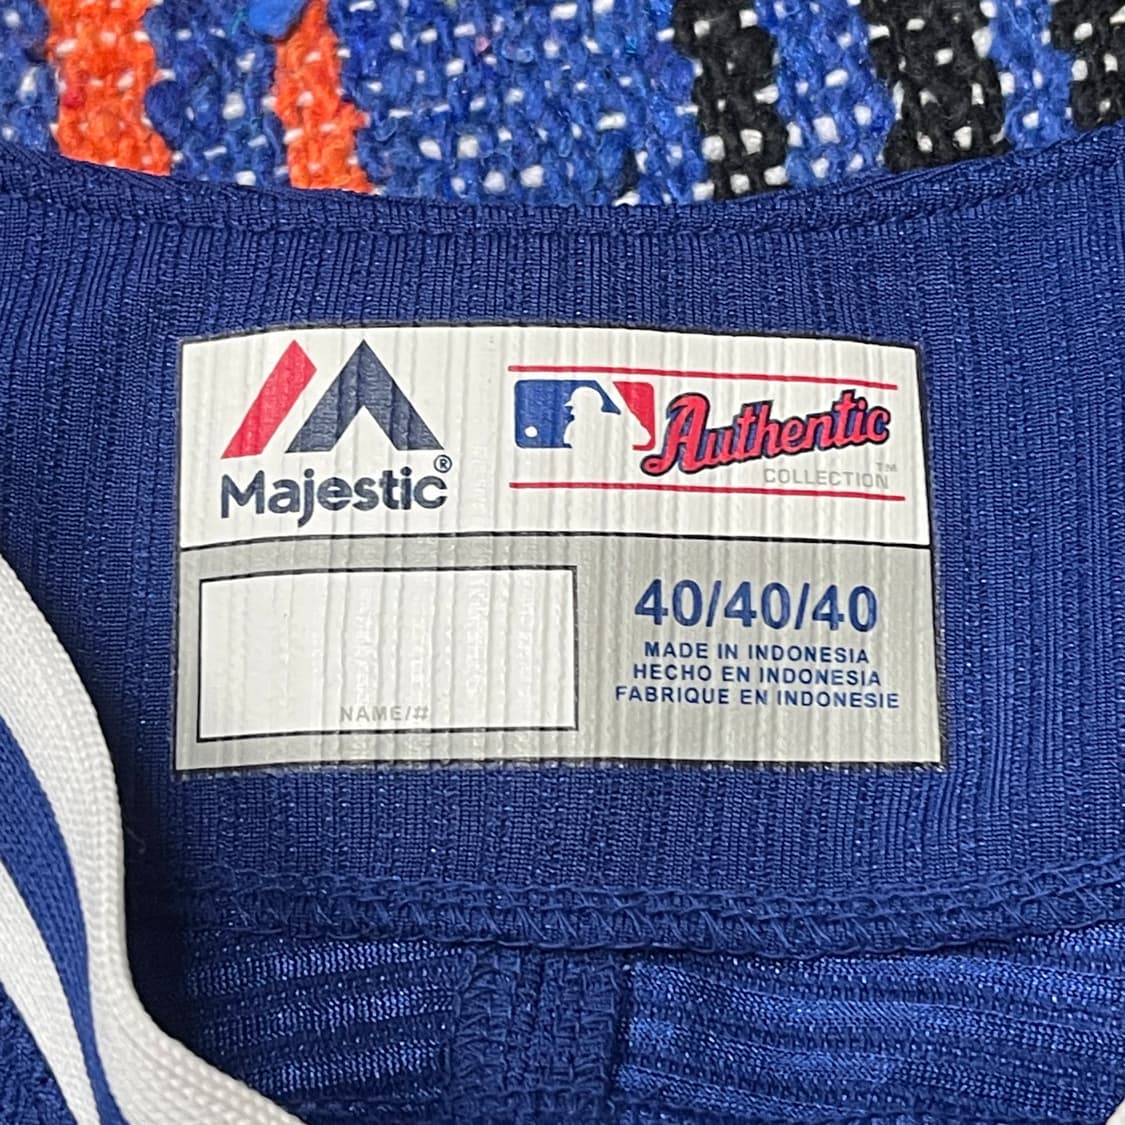 Majestic®
Authentic
COLLECTION™
NAME/#
40/40/40
MADE IN INDONESIA
HECHO EN INDONESIA
FABRIQUE EN INDONESIE